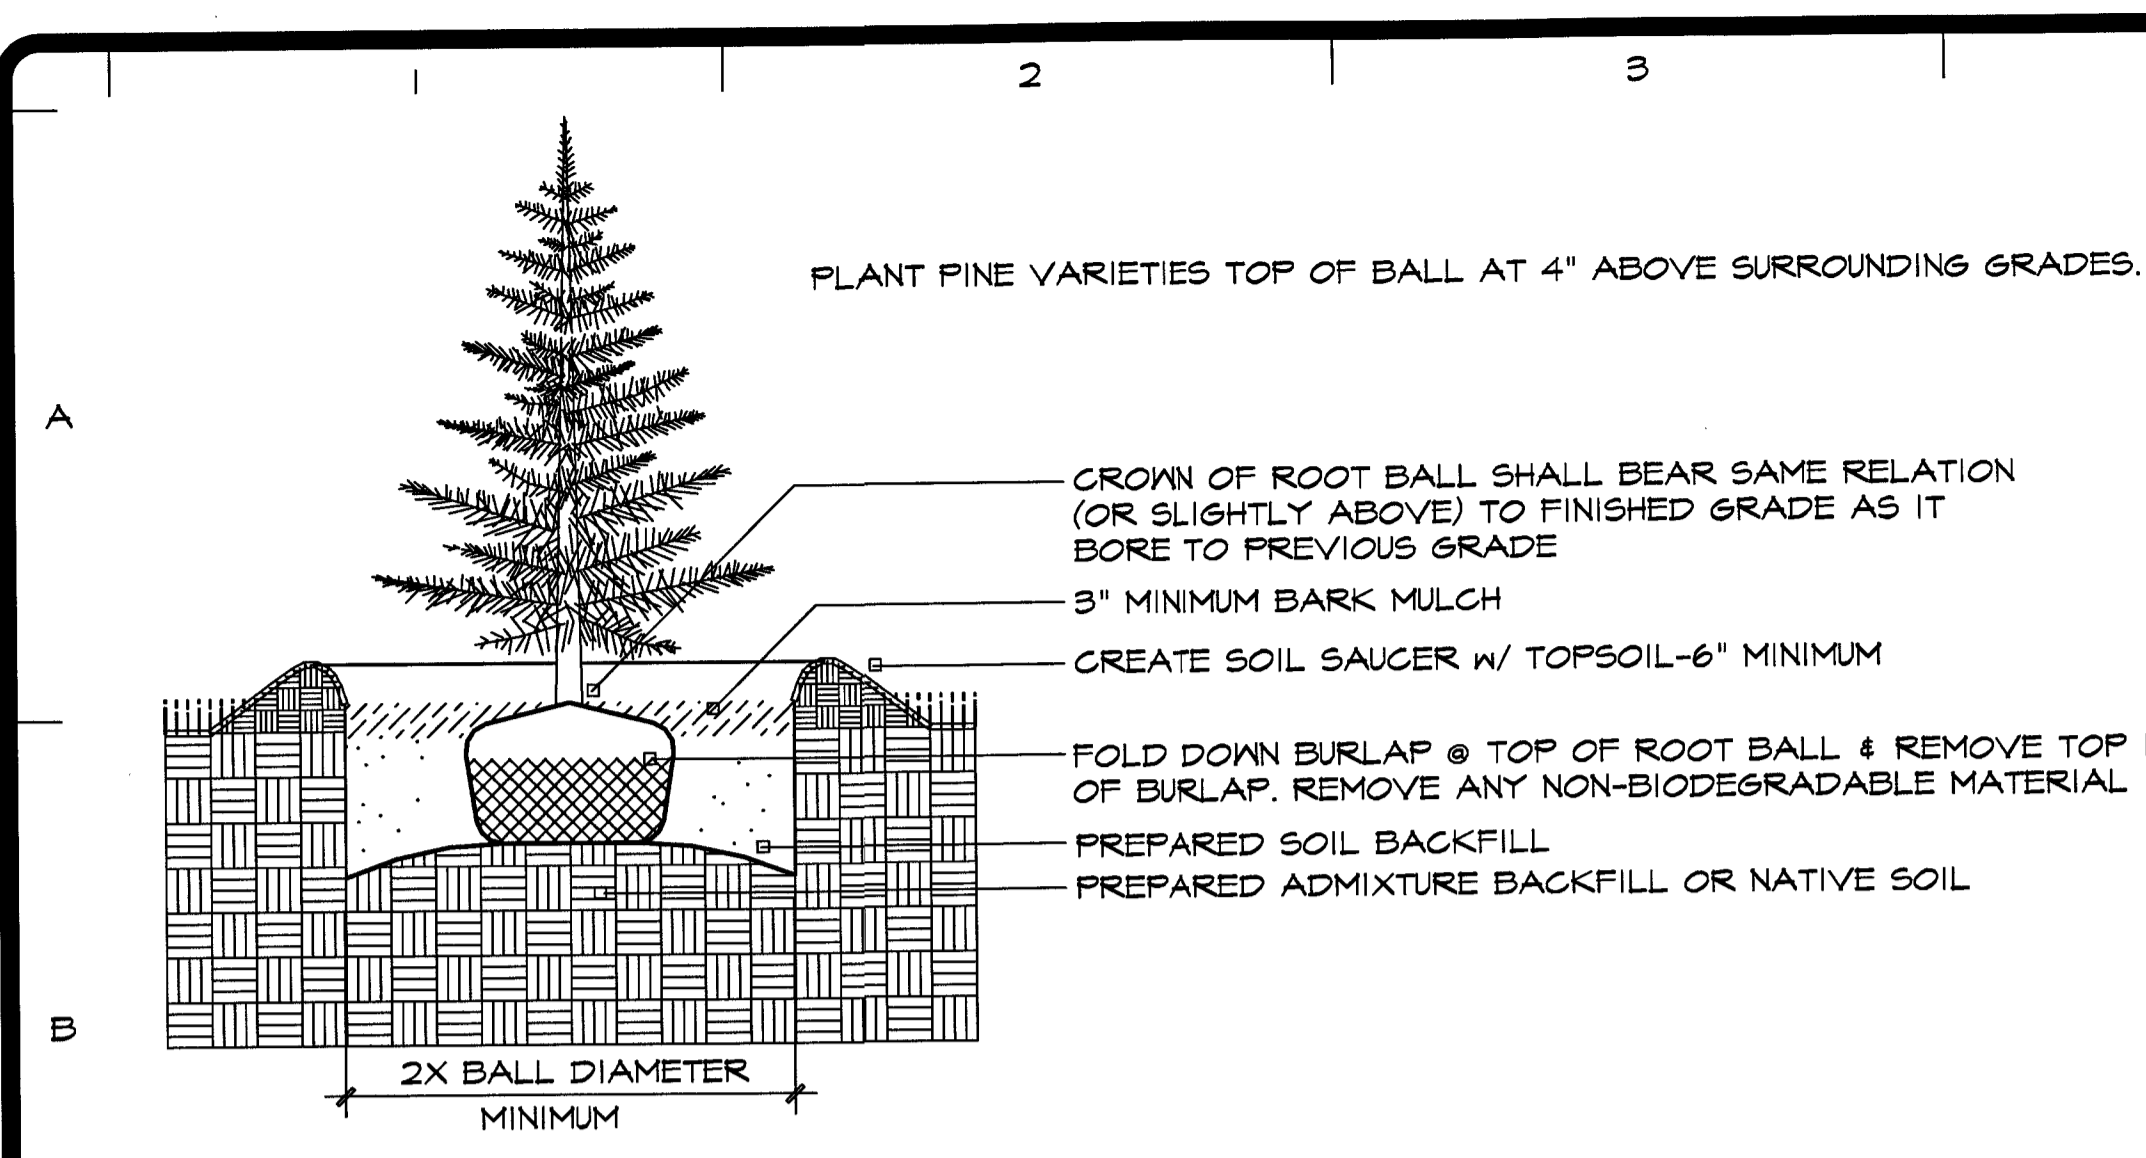 1 2 3
PLANT PINE VARIETIES TOP OF BALL AT 4" ABOVE SURROUNDING GRADES.
A
CROWN OF ROOT BALL SHALL BEAR SAME RELATION
(OR SLIGHTLY ABOVE) TO FINISHED GRADE AS IT
BORE TO PREVIOUS GRADE
3" MINIMUM BARK MULCH
CREATE SOIL SAUCER W/ TOPSOIL-6" MINIMUM
FOLD DOWN BURLAP @ TOP OF ROOT BALL & REMOVE TOP
OF BURLAP. REMOVE ANY NON-BIODEGRADABLE MATERIAL
PREPARED SOIL BACKFILL
PREPARED ADMIXTURE BACKFILL OR NATIVE SOIL
B
2X BALL DIAMETER
MINIMUM